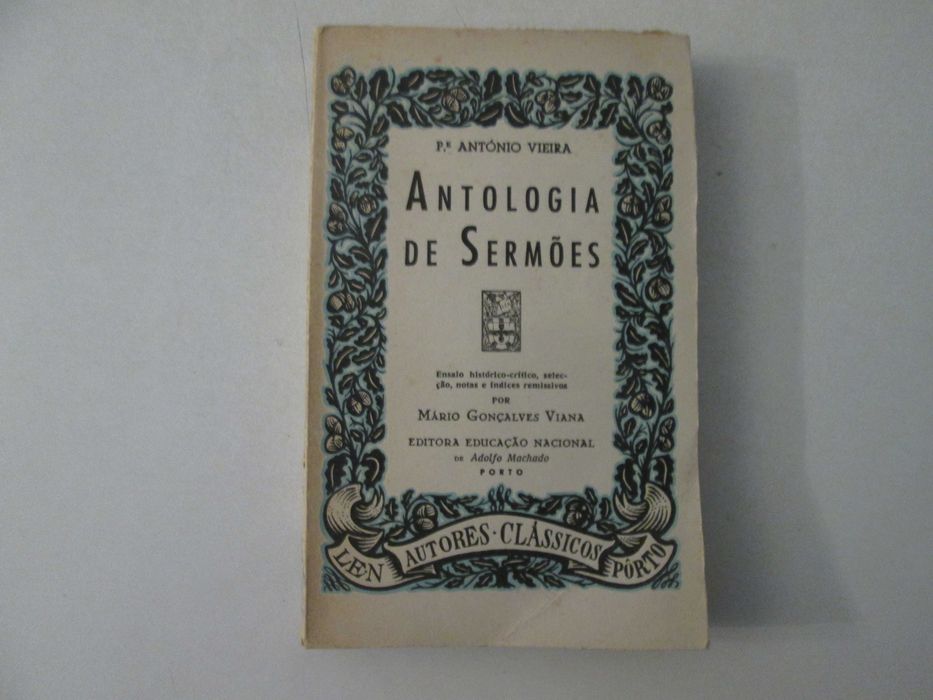 P.E ANTÓNIO VIEIRA
ANTOLOGIA
DE SERMÕES
Ensaio histórico-crítico, selec-
ção, notas e índices remissivos
POR
MÁRIO GONÇALVES VIANA
EDITORA EDUCAÇÃO NACIONAL
DE Adolfo Machado
PORTO
L·E·N AUTORES·CLÁSSICOS PÔRTO